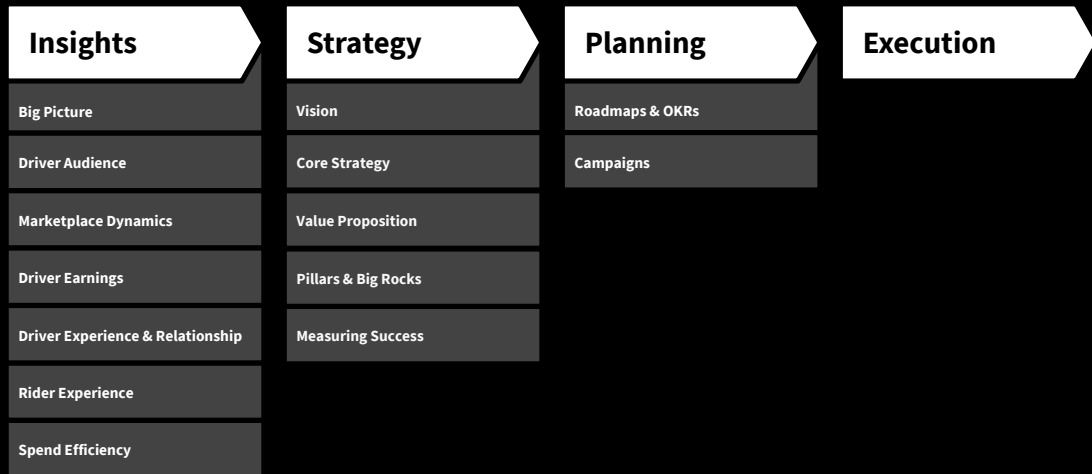 Insights
Big Picture
Driver Audience
Marketplace Dynamics
Driver Earnings
Driver Experience & Relationship
Rider Experience
Spend Efficiency
Strategy
Vision
Core Strategy
Value Proposition
Pillars & Big Rocks
Measuring Success
Planning
Roadmaps & OKRs
Campaigns
Execution